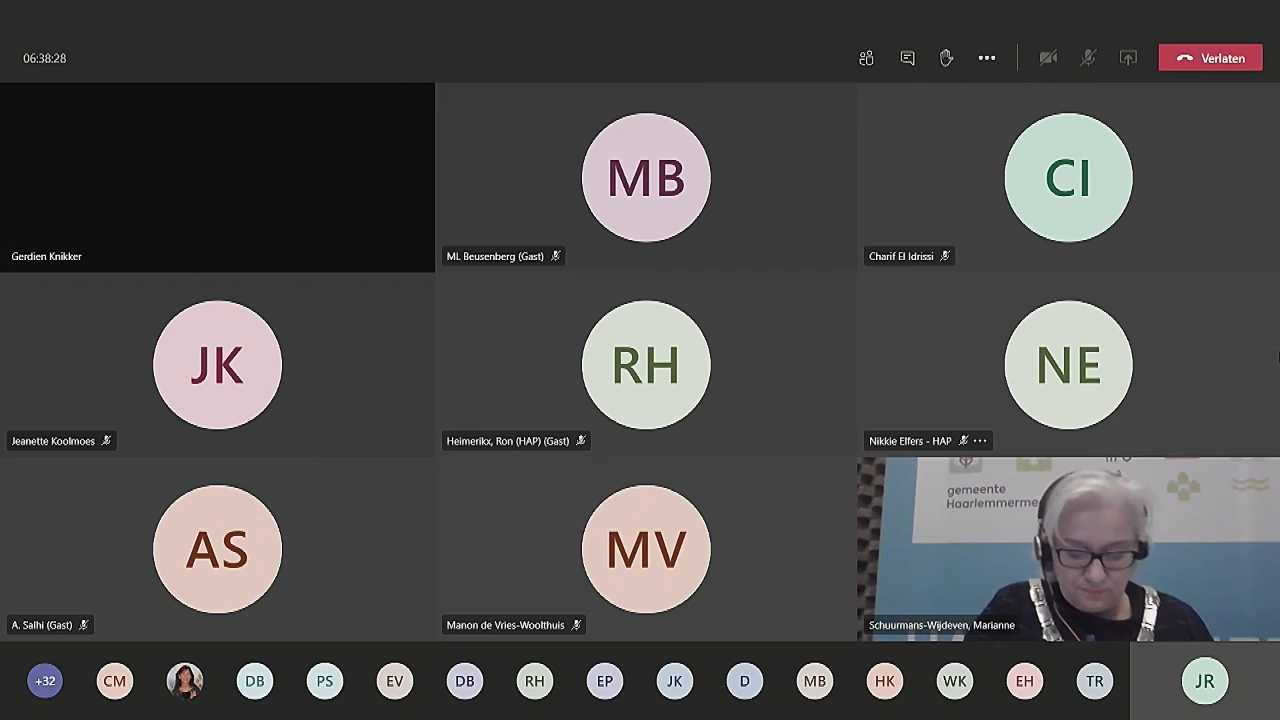 06:38:28
Verlaten
MB
CI
Gerdien Knikker
ML Beusenberg (Gast)
Charif El Idrissi
JK
RH
NE
Jeanette Koolmoes
Heimerikx, Ron (HAP) (Gast)
Nikkie Elfers - HAP
AS
MV
gemeente
Haarlemmerme
A. Salhi (Gast)
Manon de Vries-Woolthuis
Schuurmans-Wijdeven, Marianne
+32
CM
DB
PS
EV
DB
RH
EP
JK
D
MB
HK
WK
EH
TR
JR